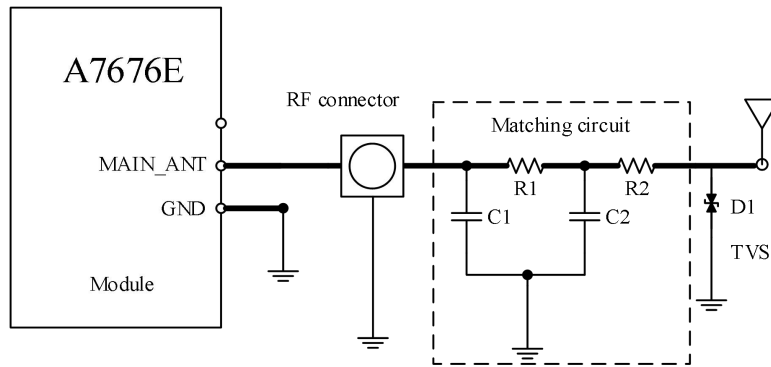 A7676E
RF connector
Matching circuit
MAIN_ANT
R1
R2
GND
C1
C2
D1
TVS
Module